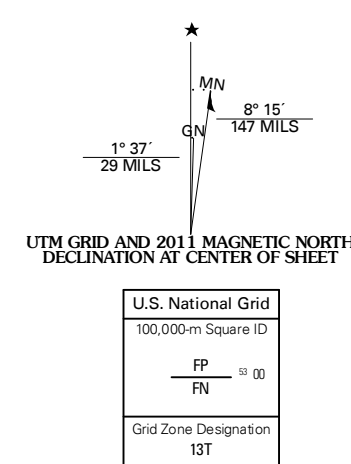 MN
8° 15´
147 MILS
GN
1° 37´
29 MILS
UTM GRID AND 2011 MAGNETIC NORTH
DECLINATION AT CENTER OF SHEET
U.S. National Grid
100,000-m Square ID
FP
53 00
FN
Grid Zone Designation
13T